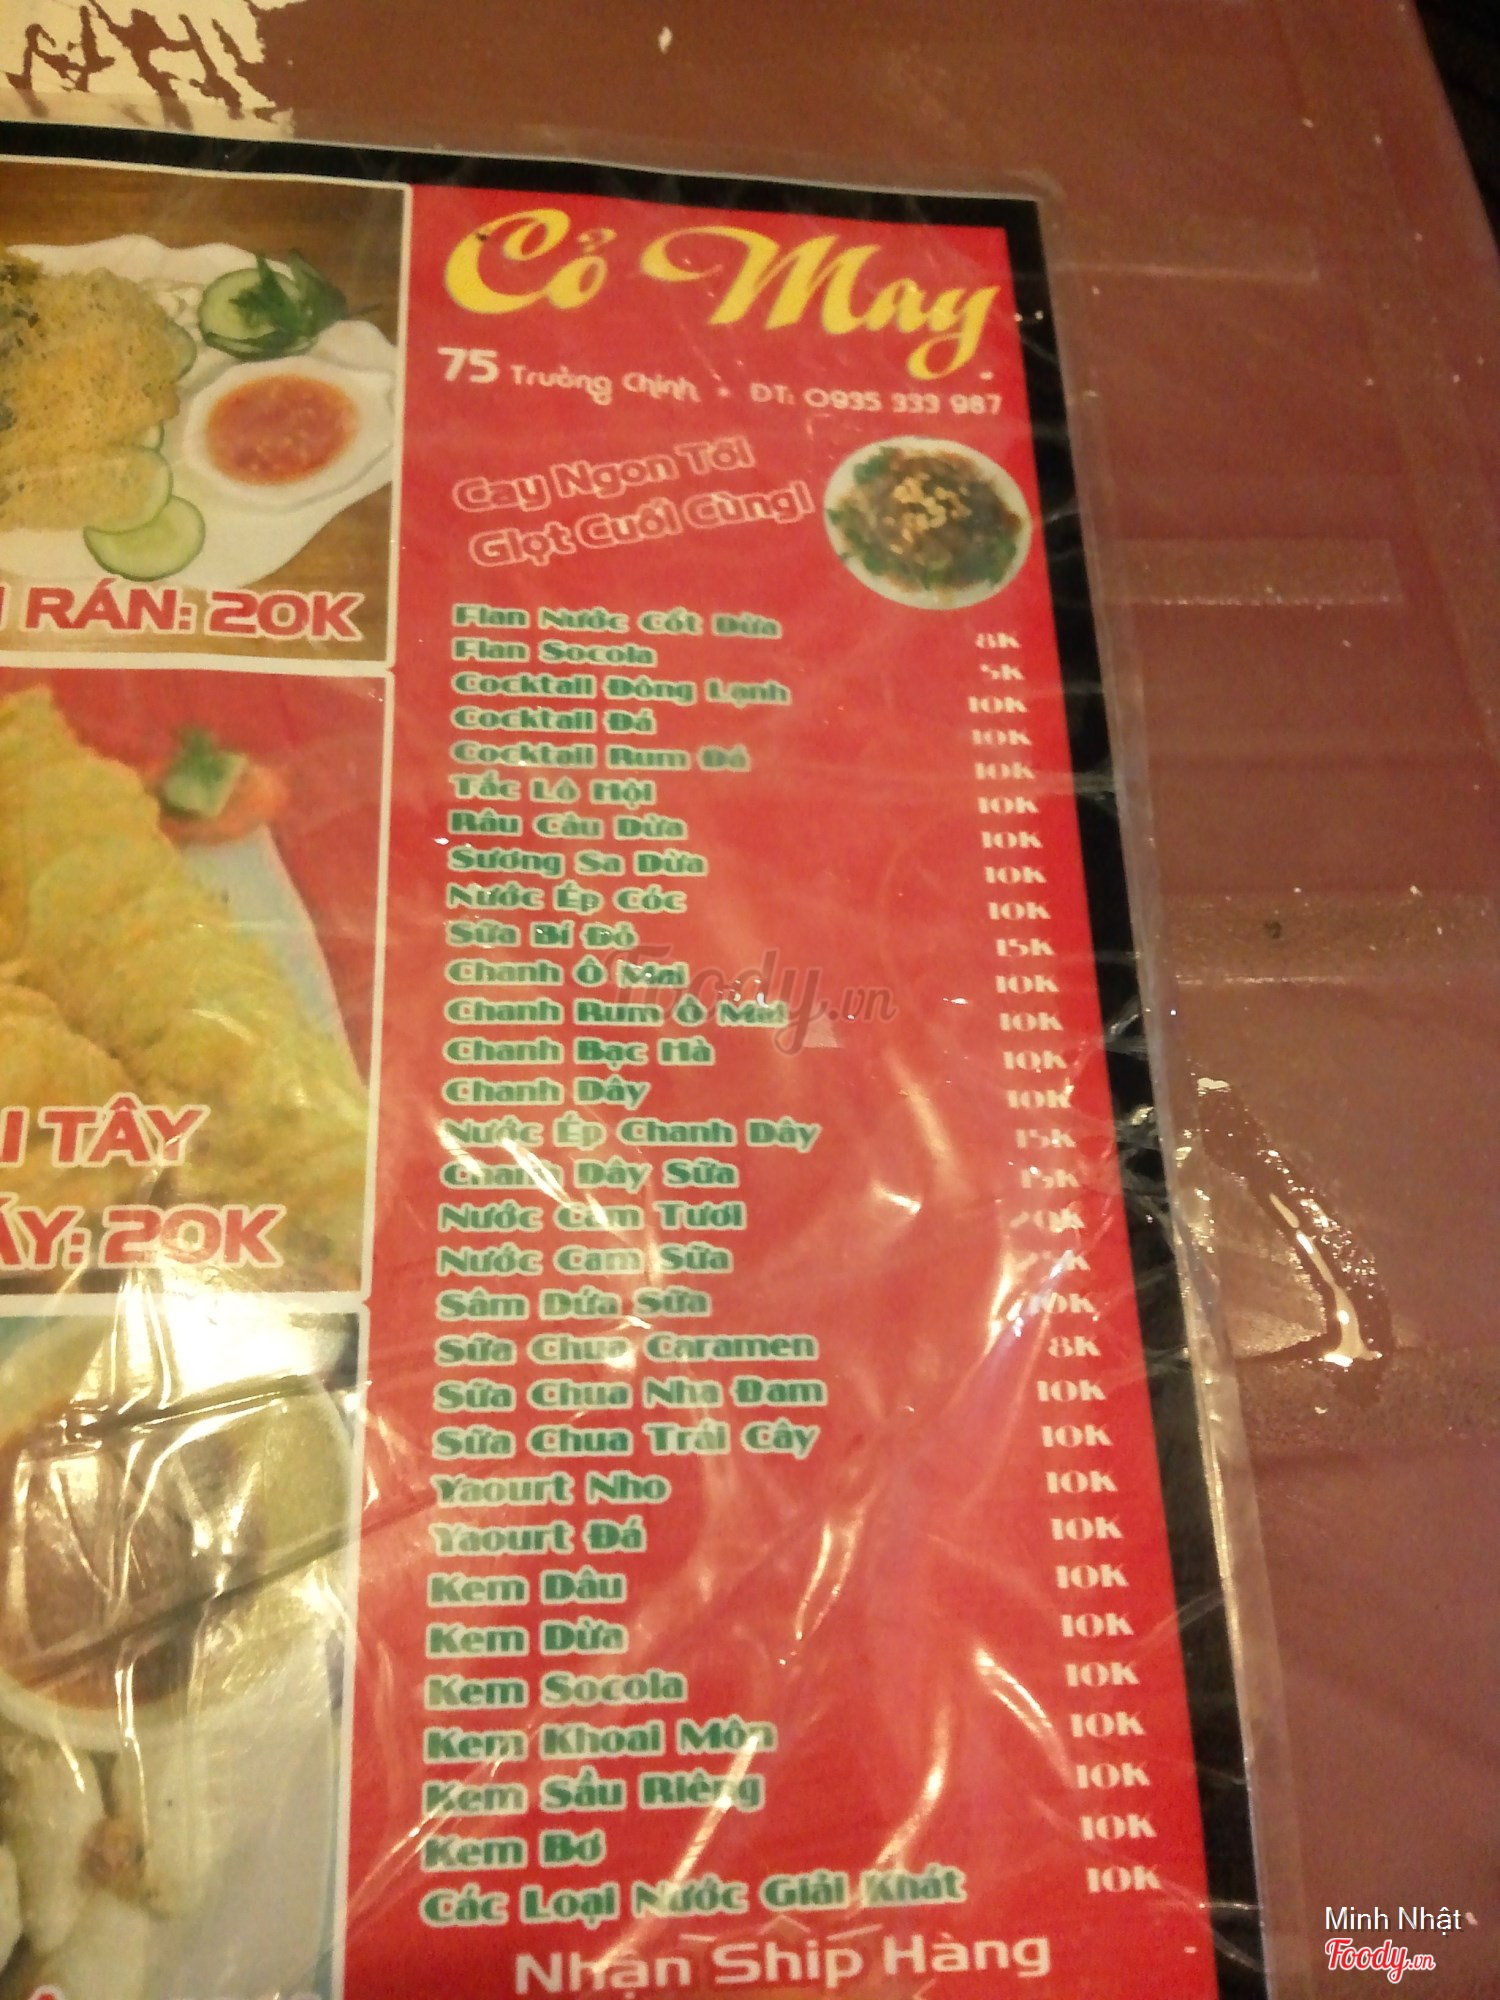 RÁN: 20K
TÂY
ẤY: 20K
Cỏ May
75 Trường Chinh • ĐT: 0935 333 987
Cay Ngon Tới
Giọt Cuối Cùng!
Flan Nước Cốt Dừa 8K
Flan Socola 5K
Cocktail Đông Lạnh 10K
Cocktail Đá 10K
Cocktail Rum Đá 10K
Tắc Lô Hội 10K
Râu Câu Dừa 10K
Sương Sa Dừa 10K
Nước Ép Cóc 10K
Sữa Bí Đỏ 15K
Chanh Ô Mai 10K
Chanh Rum Ô Mai 10K
Chanh Bạc Hà 10K
Chanh Dây 10K
Nước Ép Chanh Dây 15K
Chanh Dây Sữa 15K
Nước Cam Tươi 20K
Nước Cam Sữa
Sâm Dứa Sữa 10K
Sữa Chua Caramen 8K
Sữa Chua Nha Đam 10K
Sữa Chua Trái Cây 10K
Yaourt Nho 10K
Yaourt Đá 10K
Kem Dâu 10K
Kem Dừa 10K
Kem Socola 10K
Kem Khoai Môn 10K
Kem Sầu Riêng 10K
Kem Bơ 10K
Các Loại Nước Giải Khát 10K
Nhận Ship Hàng
Foody.vn
Minh Nhật
Foody.vn